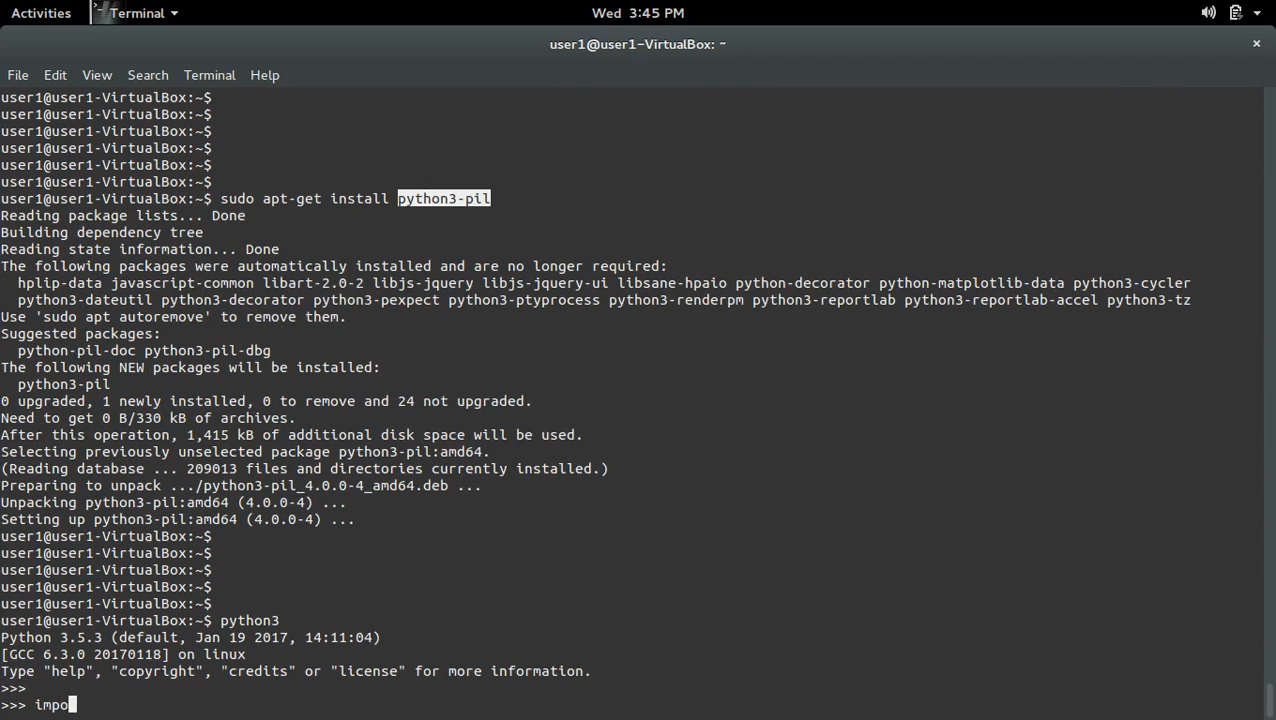 Activities Terminal Wed 3:45 PM
user1@user1-VirtualBox: ~ ×
File Edit View Search Terminal Help
user1@user1-VirtualBox:~$
user1@user1-VirtualBox:~$
user1@user1-VirtualBox:~$
user1@user1-VirtualBox:~$
user1@user1-VirtualBox:~$
user1@user1-VirtualBox:~$
user1@user1-VirtualBox:~$ sudo apt-get install python3-pil
Reading package lists... Done
Building dependency tree
Reading state information... Done
The following packages were automatically installed and are no longer required:
  hplip-data javascript-common libart-2.0-2 libjs-jquery libjs-jquery-ui libsane-hpaio python-decorator python-matplotlib-data python3-cycler
  python3-dateutil python3-decorator python3-pexpect python3-ptyprocess python3-renderpm python3-reportlab python3-reportlab-accel python3-tz
Use 'sudo apt autoremove' to remove them.
Suggested packages:
  python-pil-doc python3-pil-dbg
The following NEW packages will be installed:
  python3-pil
0 upgraded, 1 newly installed, 0 to remove and 24 not upgraded.
Need to get 0 B/330 kB of archives.
After this operation, 1,415 kB of additional disk space will be used.
Selecting previously unselected package python3-pil:amd64.
(Reading database ... 209013 files and directories currently installed.)
Preparing to unpack .../python3-pil_4.0.0-4_amd64.deb ...
Unpacking python3-pil:amd64 (4.0.0-4) ...
Setting up python3-pil:amd64 (4.0.0-4) ...
user1@user1-VirtualBox:~$
user1@user1-VirtualBox:~$
user1@user1-VirtualBox:~$
user1@user1-VirtualBox:~$
user1@user1-VirtualBox:~$
user1@user1-VirtualBox:~$ python3
Python 3.5.3 (default, Jan 19 2017, 14:11:04)
[GCC 6.3.0 20170118] on linux
Type "help", "copyright", "credits" or "license" for more information.
>>>
>>> impo